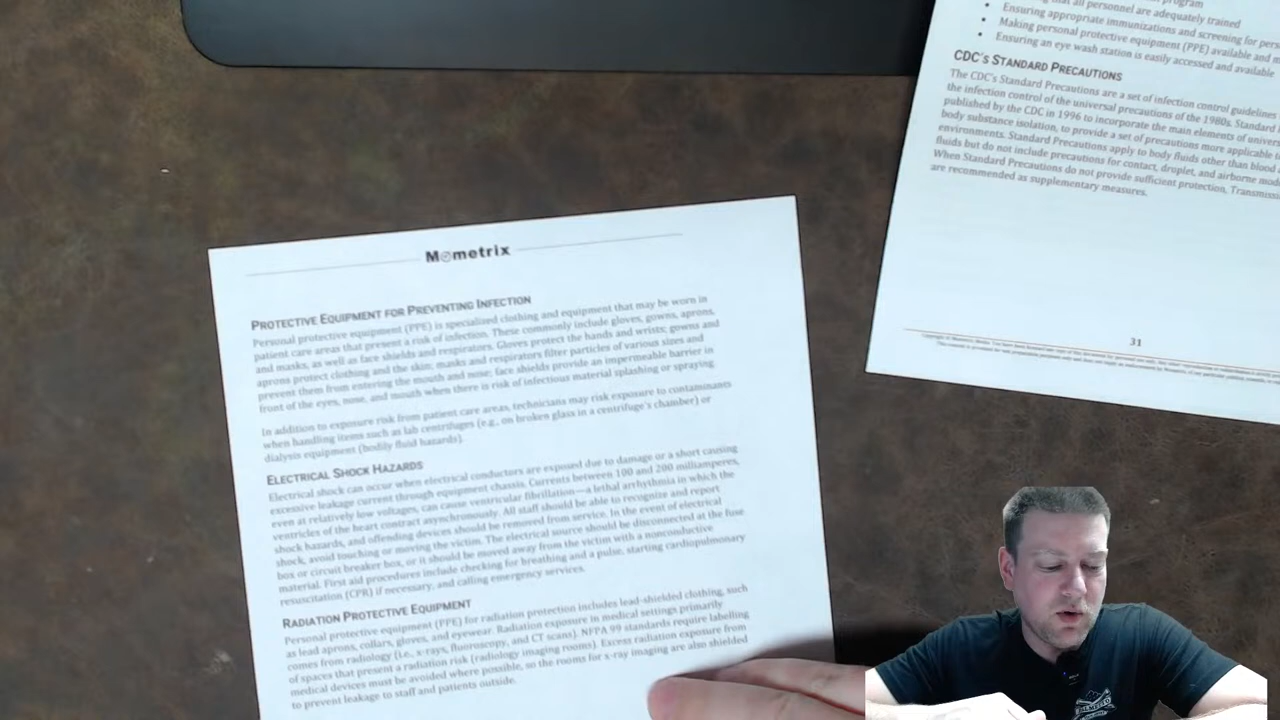 Mometrix
PROTECTIVE EQUIPMENT FOR PREVENTING INFECTION
Personal protective equipment (PPE) is specialized clothing and equipment that may be worn in
patient care areas that present a risk of infection. These commonly include gloves, gowns, aprons,
and masks, as well as face shields and respirators. Gloves protect the hands and wrists; gowns and
aprons protect clothing and the skin; masks and respirators filter particles of various sizes and
prevent them from entering the mouth and nose; face shields provide an impermeable barrier in
front of the eyes, nose, and mouth when there is risk of infectious material splashing or spraying.
In addition to exposure risk from patient care areas, technicians may risk exposure to contaminants
when handling items such as lab centrifuges (e.g., on broken glass in a centrifuge's chamber) or
dialysis equipment (bodily fluid hazards).
ELECTRICAL SHOCK HAZARDS
Electrical shock can occur when electrical conductors are exposed due to damage or a short causing
excessive leakage current through equipment chassis. Currents between 100 and 200 milliamperes,
even at relatively low voltages, can cause ventricular fibrillation—a lethal arrhythmia in which the
ventricles of the heart contract asynchronously. All staff should be able to recognize and report
shock hazards, and offending devices should be removed from service. In the event of electrical
shock, avoid touching or moving the victim. The electrical source should be disconnected at the fuse
box or circuit breaker box, or it should be moved away from the victim with a nonconductive
material. First aid procedures include checking for breathing and a pulse, starting cardiopulmonary
resuscitation (CPR) if necessary, and calling emergency services.
RADIATION PROTECTIVE EQUIPMENT
Personal protective equipment (PPE) for radiation protection includes lead-shielded clothing, such
as lead aprons, collars, gloves, and eyewear. Radiation exposure in medical settings primarily
comes from radiology (i.e., x-rays, fluoroscopy, and CT scans). NFPA 99 standards require labelling
of spaces that present a radiation risk (radiology imaging rooms). Excess radiation exposure from
medical devices must be avoided where possible, so the rooms for x-ray imaging are also shielded
to prevent leakage to staff and patients outside.
program
that all personnel are adequately trained
• Ensuring appropriate immunizations and screening for
• Making personal protective equipment (PPE) available and
• Ensuring an eye wash station is easily accessed and available
CDC'S STANDARD PRECAUTIONS
The CDC's Standard Precautions are a set of infection control guidelines
the infection control of the universal precautions of the 1980s. Standard
published by the CDC in 1996 to incorporate the main elements of
body substance isolation, to provide a set of precautions more applicable
environments. Standard Precautions apply to body fluids other than blood
fluids but do not include precautions for contact, droplet, and airborne
When Standard Precautions do not provide sufficient protection,
are recommended as supplementary measures.
31